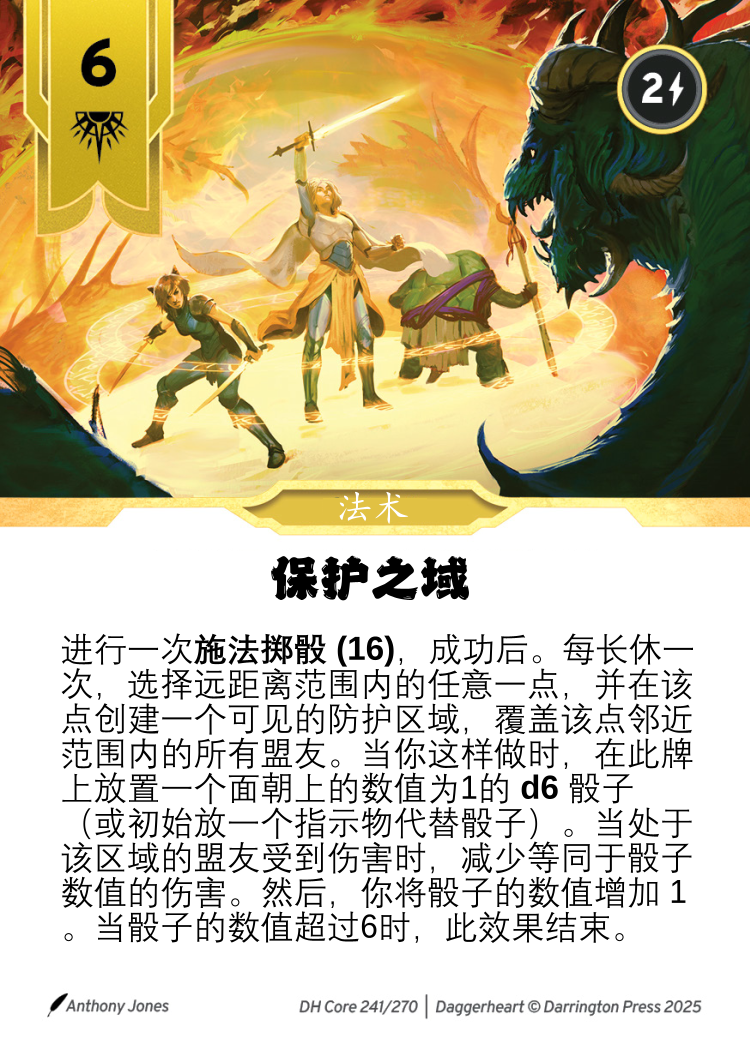 6
2
法术
保护之域
进行一次施法掷骰 (16)，成功后。每长休一
次，选择远距离范围内的任意一点，并在该
点创建一个可见的防护区域，覆盖该点邻近
范围内的所有盟友。当你这样做时，在此牌
上放置一个面朝上的数值为1的 d6 骰子
（或初始放一个指示物代替骰子）。当处于
该区域的盟友受到伤害时，减少等同于骰子
数值的伤害。然后，你将骰子的数值增加 1
。当骰子的数值超过6时，此效果结束。
Anthony Jones
DH Core 241/270 | Daggerheart © Darrington Press 2025